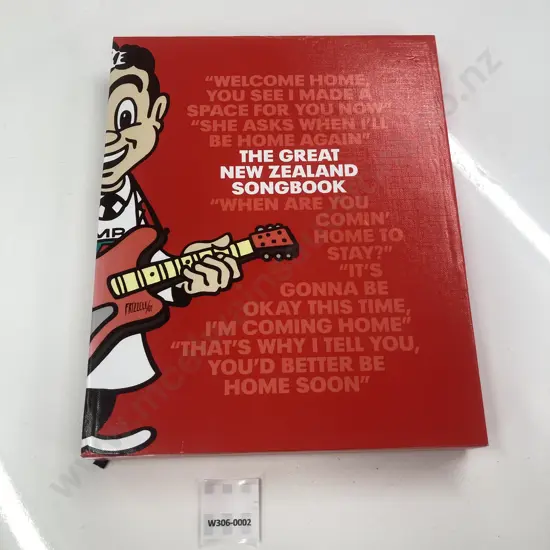 "WELCOME HOME,
YOU SEE I MADE A
SPACE FOR YOU NOW"
"SHE ASKS WHEN I'LL
BE HOME AGAIN"
THE GREAT
NEW ZEALAND
SONGBOOK
"WHEN ARE YOU
COMIN'
HOME TO
STAY?"
"IT'S
GONNA BE
OKAY THIS TIME,
I'M COMING HOME"
"THAT'S WHY I TELL YOU,
YOU'D BETTER BE
HOME SOON"
MR
W306-0002